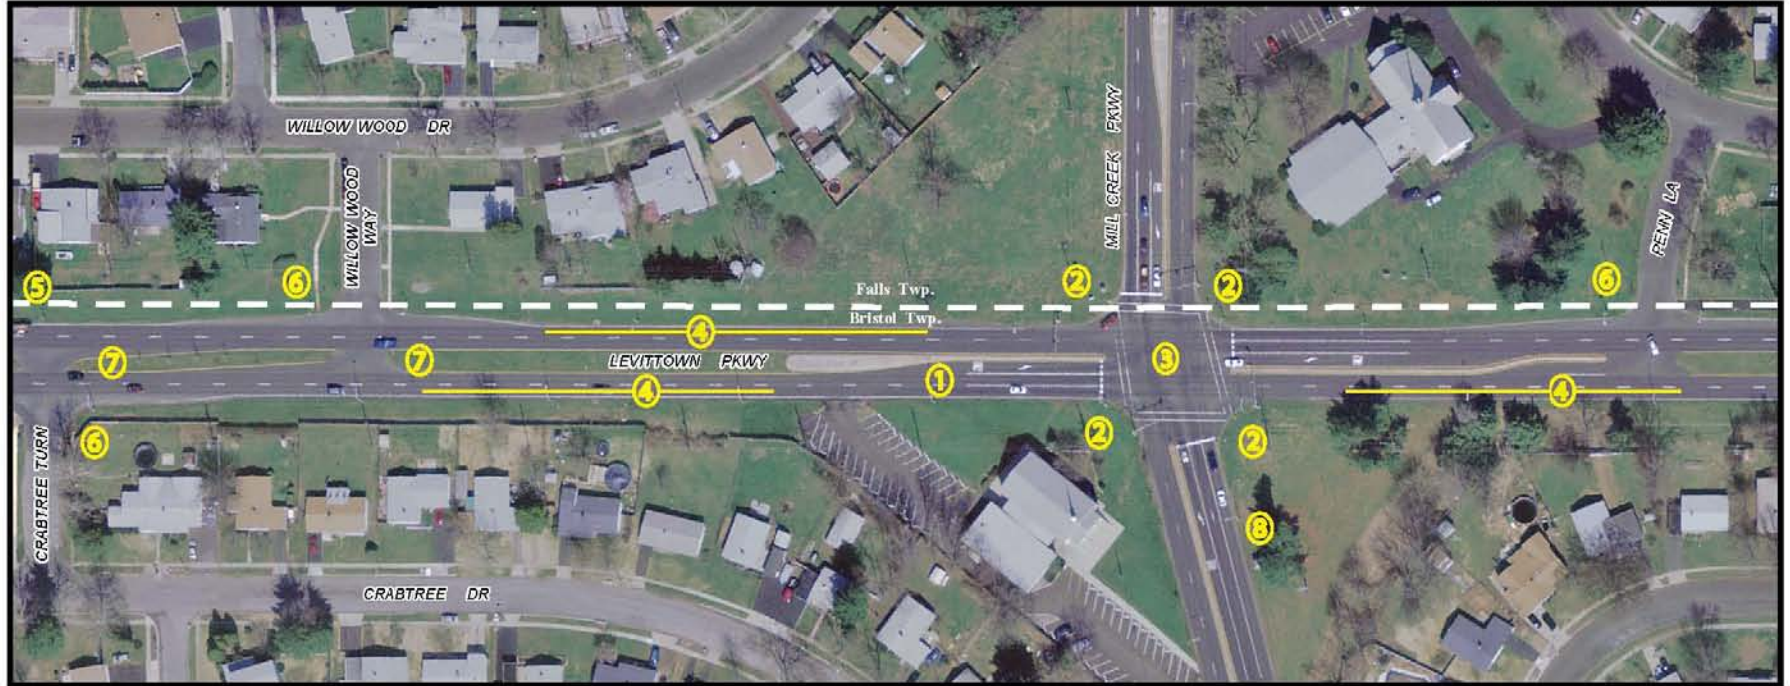 WILLOW WOOD DR
WILLOW WOOD
WAY
MILL CREEK PKWY
PENN LA
5
6
2
2
6
Falls Twp.
Bristol Twp.
4
7
7
LEVITTOWN PKWY
1
3
4
4
6
2
2
CRABTREE TURN
8
CRABTREE DR